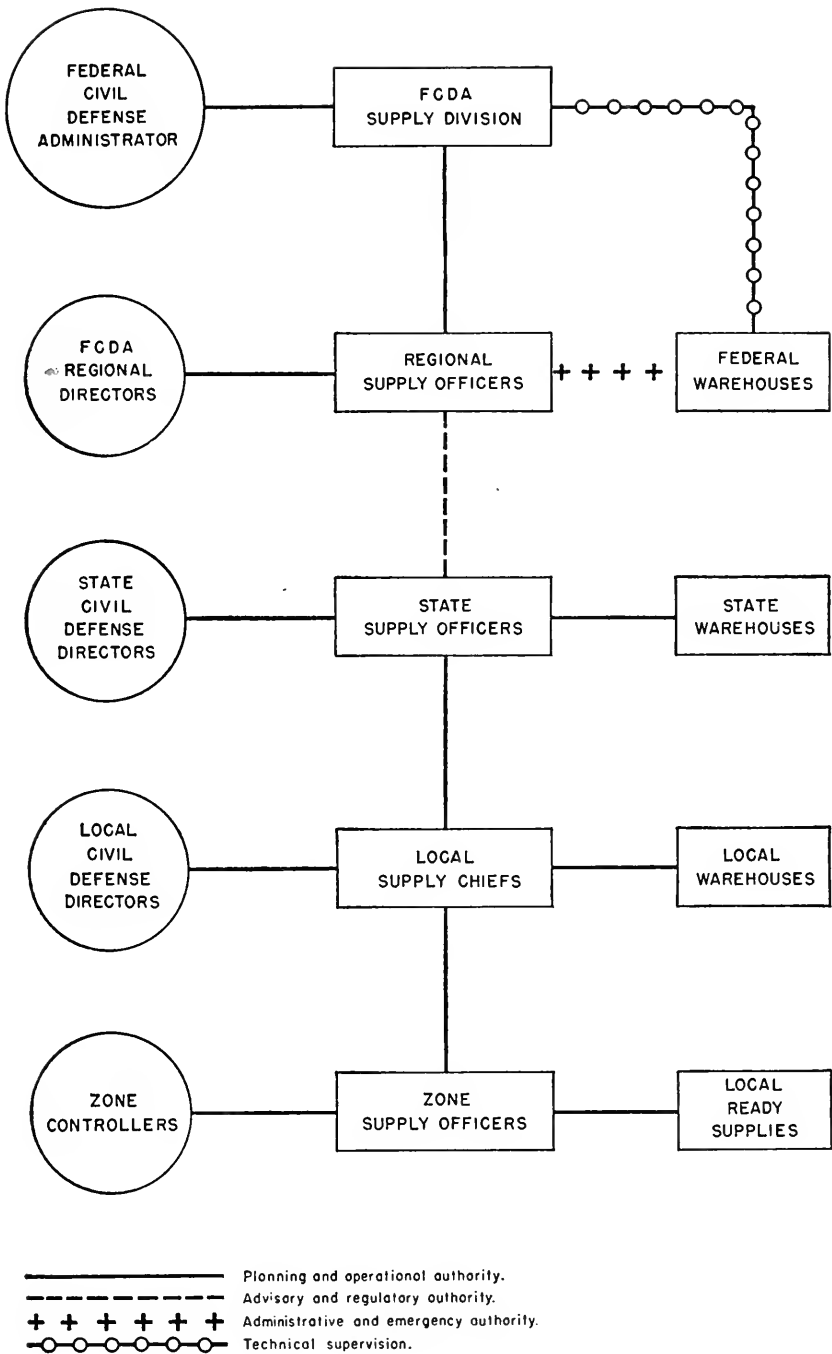 FEDERAL
CIVIL
DEFENSE
ADMINISTRATOR
FCDA
SUPPLY DIVISION
FCDA
REGIONAL
DIRECTORS
REGIONAL
SUPPLY OFFICERS
FEDERAL
WAREHOUSES
STATE
CIVIL
DEFENSE
DIRECTORS
STATE
SUPPLY OFFICERS
STATE
WAREHOUSES
LOCAL
CIVIL
DEFENSE
DIRECTORS
LOCAL
SUPPLY CHIEFS
LOCAL
WAREHOUSES
ZONE
CONTROLLERS
ZONE
SUPPLY OFFICERS
LOCAL
READY
SUPPLIES
Planning and operational authority.
Advisory and regulatory authority.
Administrative and emergency authority.
Technical supervision.